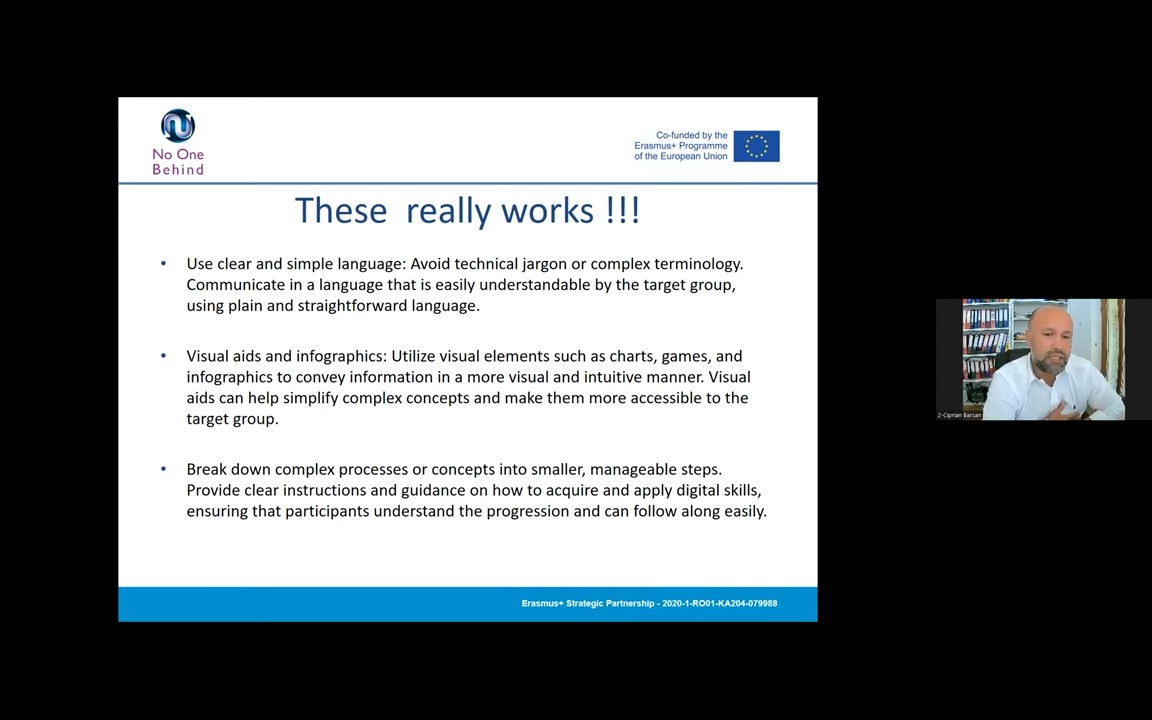 No One
Behind
Co-funded by the
Erasmus+ Programme
of the European Union
These  really works !!!
• Use clear and simple language: Avoid technical jargon or complex terminology.
Communicate in a language that is easily understandable by the target group,
using plain and straightforward language.
• Visual aids and infographics: Utilize visual elements such as charts, games, and
infographics to convey information in a more visual and intuitive manner. Visual
aids can help simplify complex concepts and make them more accessible to the
target group.
• Break down complex processes or concepts into smaller, manageable steps.
Provide clear instructions and guidance on how to acquire and apply digital skills,
ensuring that participants understand the progression and can follow along easily.
Erasmus+ Strategic Partnership - 2020-1-RO01-KA204-079988
2-Ciprian Barsan